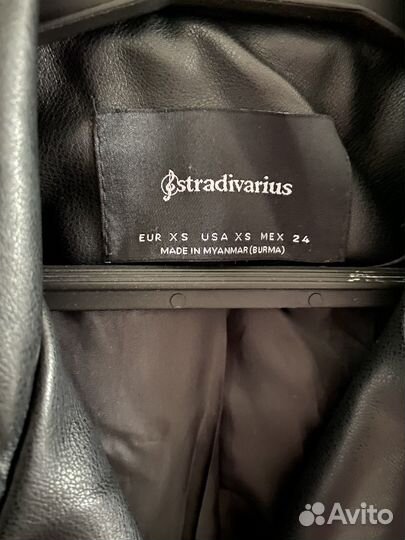 stradivarius
EUR XS USA XS MEX 24
MADE IN MYANMAR (BURMA)
Avito